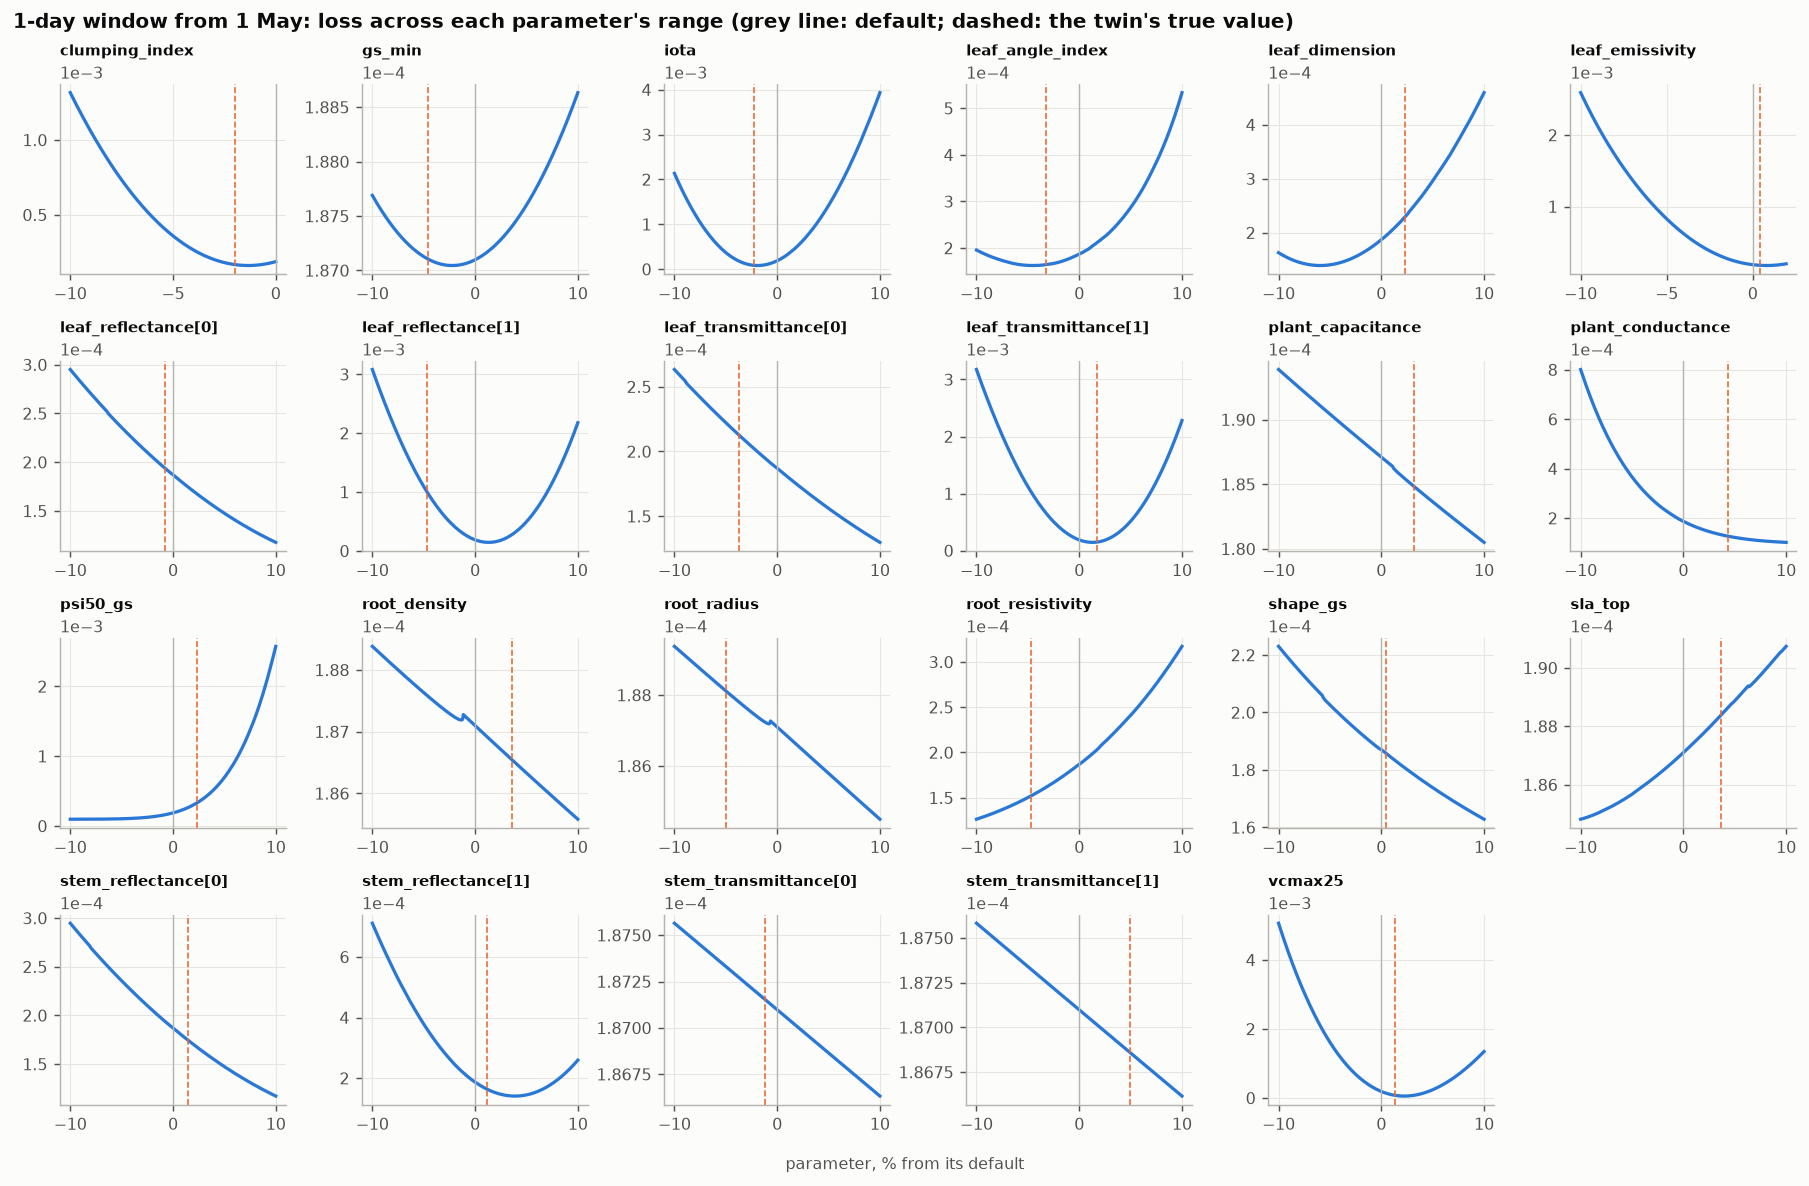 1-day window from 1 May: loss across each parameter's range (grey line: default; dashed: the twin's true value)
clumping_index
1e−3
1.0
0.5
−10 −5 0
gs_min
1e−4
1.885
1.880
1.875
1.870
−10 0 10
iota
1e−3
4
3
2
1
0
−10 0 10
leaf_angle_index
1e−4
5
4
3
2
−10 0 10
leaf_dimension
1e−4
4
3
2
−10 0 10
leaf_emissivity
1e−3
2
1
−10 −5 0
leaf_reflectance[0]
1e−4
3.0
2.5
2.0
1.5
−10 0 10
leaf_reflectance[1]
1e−3
3
2
1
0
−10 0 10
leaf_transmittance[0]
1e−4
2.5
2.0
1.5
−10 0 10
leaf_transmittance[1]
1e−3
3
2
1
0
−10 0 10
plant_capacitance
1e−4
1.90
1.85
1.80
−10 0 10
plant_conductance
1e−4
8
6
4
2
−10 0 10
psi50_gs
1e−3
2
1
0
−10 0 10
root_density
1e−4
1.88
1.87
1.86
−10 0 10
root_radius
1e−4
1.88
1.86
−10 0 10
root_resistivity
1e−4
3.0
2.5
2.0
1.5
−10 0 10
shape_gs
1e−4
2.2
2.0
1.8
1.6
−10 0 10
sla_top
1e−4
1.90
1.88
1.86
−10 0 10
stem_reflectance[0]
1e−4
3.0
2.5
2.0
1.5
−10 0 10
stem_reflectance[1]
1e−4
6
4
2
−10 0 10
stem_transmittance[0]
1e−4
1.8750
1.8725
1.8700
1.8675
−10 0 10
stem_transmittance[1]
1e−4
1.8750
1.8725
1.8700
1.8675
−10 0 10
vcmax25
1e−3
4
2
0
−10 0 10
parameter, % from its default